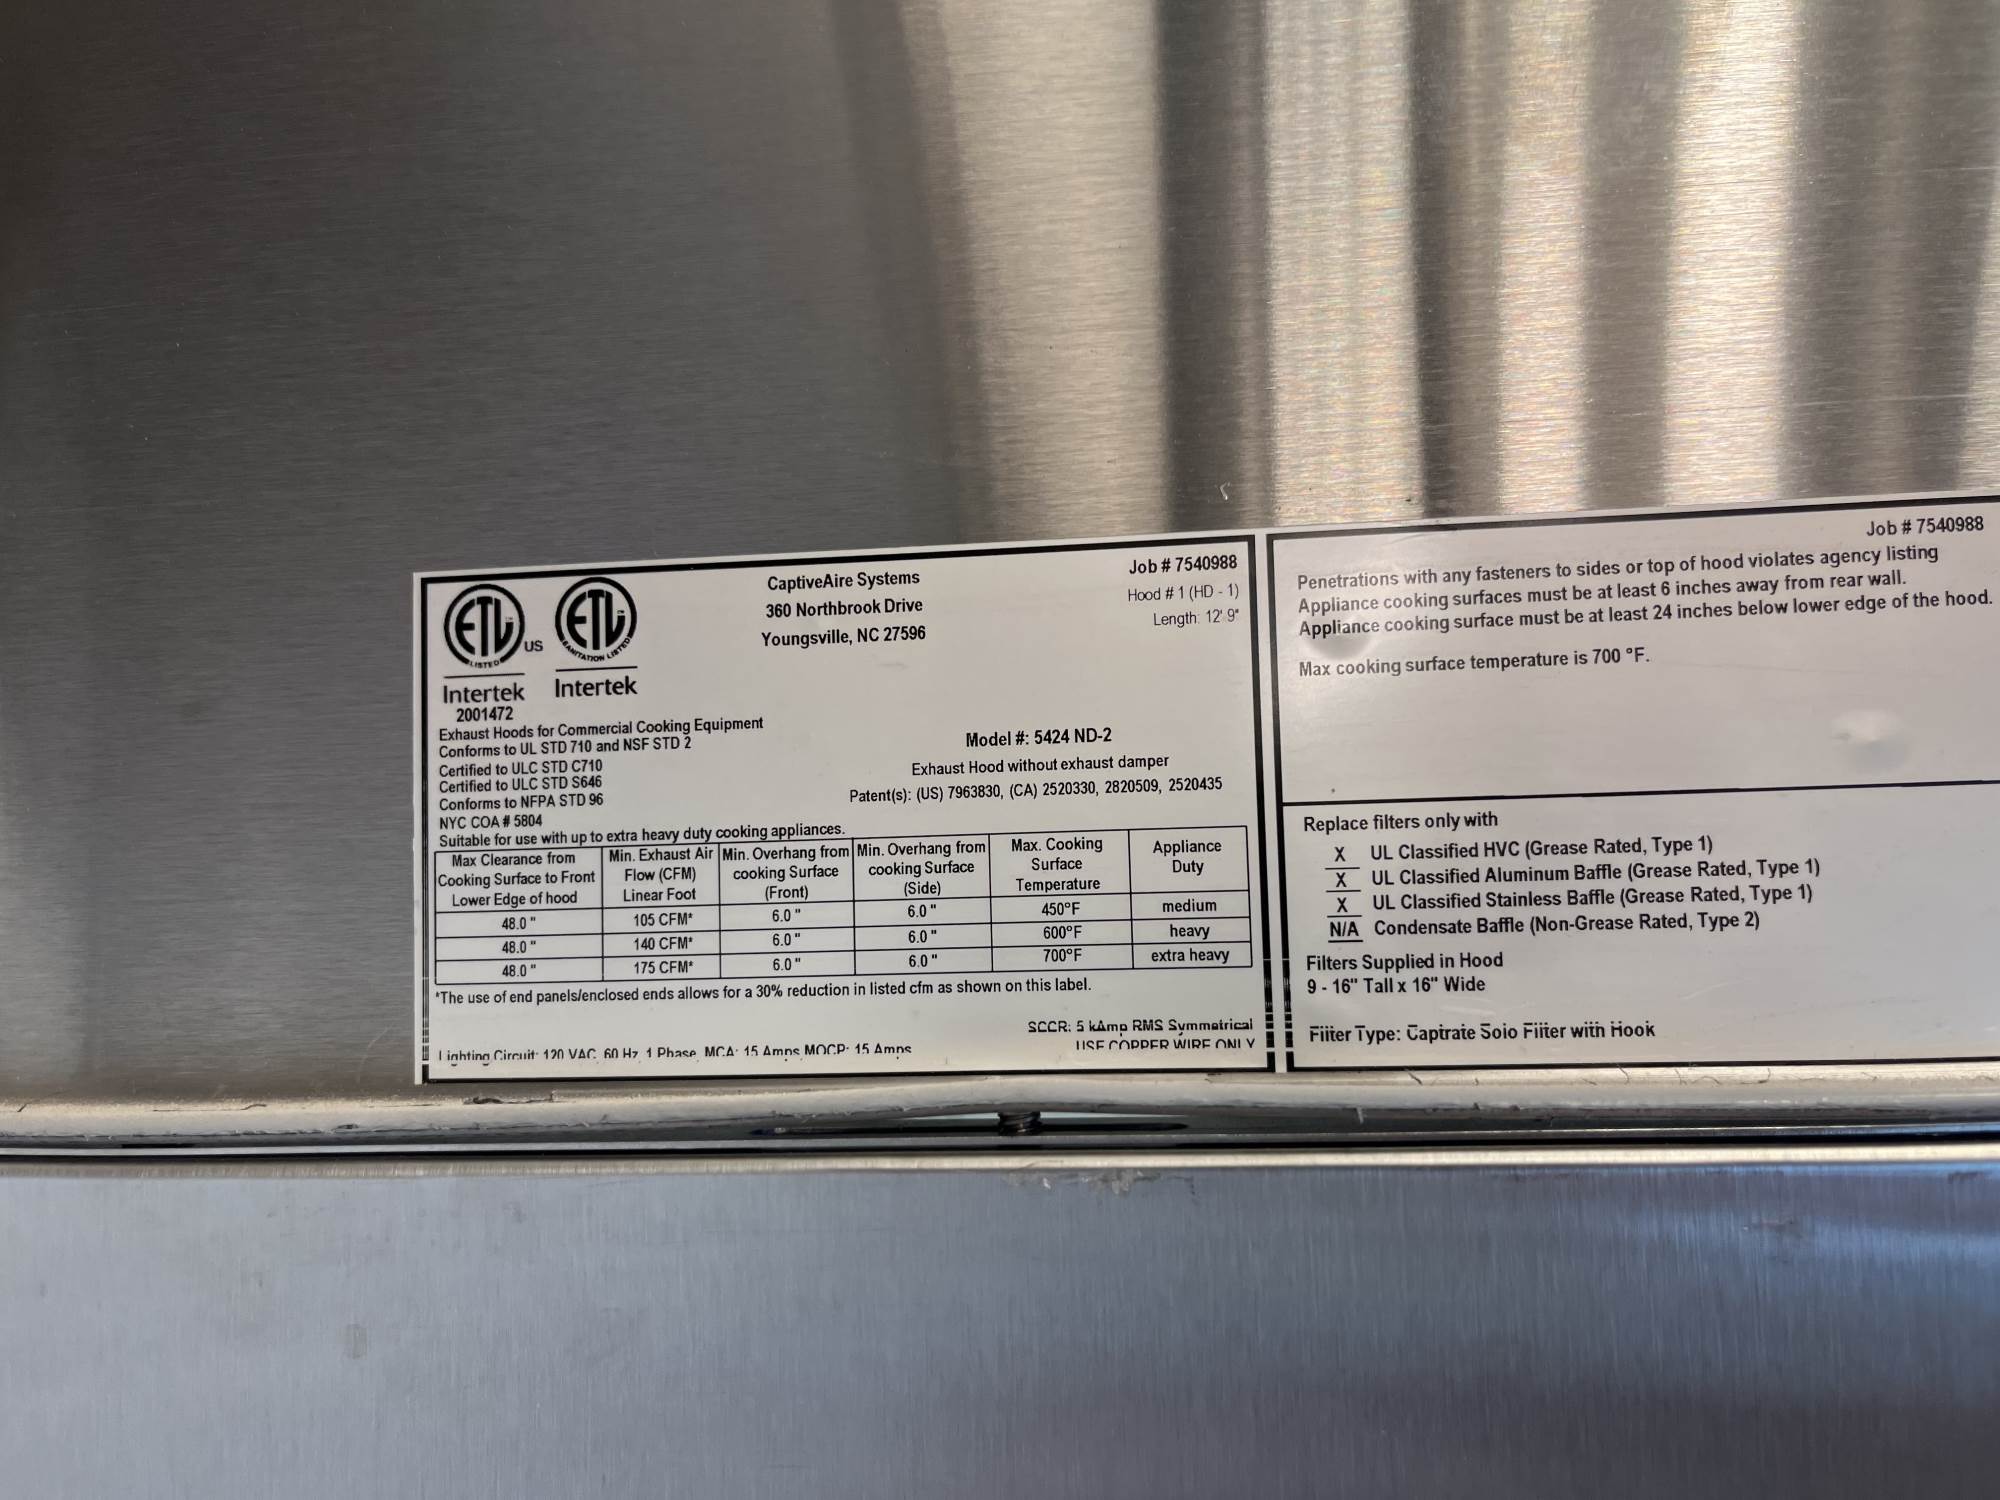 ETL
LISTED
US
Intertek
2001472
ETL
SANITATION LISTED
Intertek
CaptiveAire Systems
360 Northbrook Drive
Youngsville, NC 27596
Job # 7540988
Hood # 1 (HD - 1)
Length: 12' 9"
Exhaust Hoods for Commercial Cooking Equipment
Conforms to UL STD 710 and NSF STD 2
Certified to ULC STD C710
Certified to ULC STD S646
Conforms to NFPA STD 96
NYC COA # 5804
Model #: 5424 ND-2
Exhaust Hood without exhaust damper
Patent(s): (US) 7963830, (CA) 2520330, 2820509, 2520435
Suitable for use with up to extra heavy duty cooking appliances.
Max Clearance from Cooking Surface to Front Lower Edge of hood
Min. Exhaust Air Flow (CFM) Linear Foot
Min. Overhang from cooking Surface (Front)
Min. Overhang from cooking Surface (Side)
Max. Cooking Surface Temperature
Appliance Duty
48.0 " 105 CFM* 6.0 " 6.0 " 450°F medium
48.0 " 140 CFM* 6.0 " 6.0 " 600°F heavy
48.0 " 175 CFM* 6.0 " 6.0 " 700°F extra heavy
*The use of end panels/enclosed ends allows for a 30% reduction in listed cfm as shown on this label.
SCCR: 5 kAmp RMS Symmetrical
USE COPPER WIRE ONLY
Lighting Circuit: 120 VAC, 60 Hz, 1 Phase, MCA: 15 Amps MOCP: 15 Amps
Job # 7540988
Penetrations with any fasteners to sides or top of hood violates agency listing
Appliance cooking surfaces must be at least 6 inches away from rear wall.
Appliance cooking surface must be at least 24 inches below lower edge of the hood.
Max cooking surface temperature is 700 °F.
Replace filters only with
X UL Classified HVC (Grease Rated, Type 1)
X UL Classified Aluminum Baffle (Grease Rated, Type 1)
X UL Classified Stainless Baffle (Grease Rated, Type 1)
N/A Condensate Baffle (Non-Grease Rated, Type 2)
Filters Supplied in Hood
9 - 16" Tall x 16" Wide
Filter Type: Captrate Solo Filter with Hook